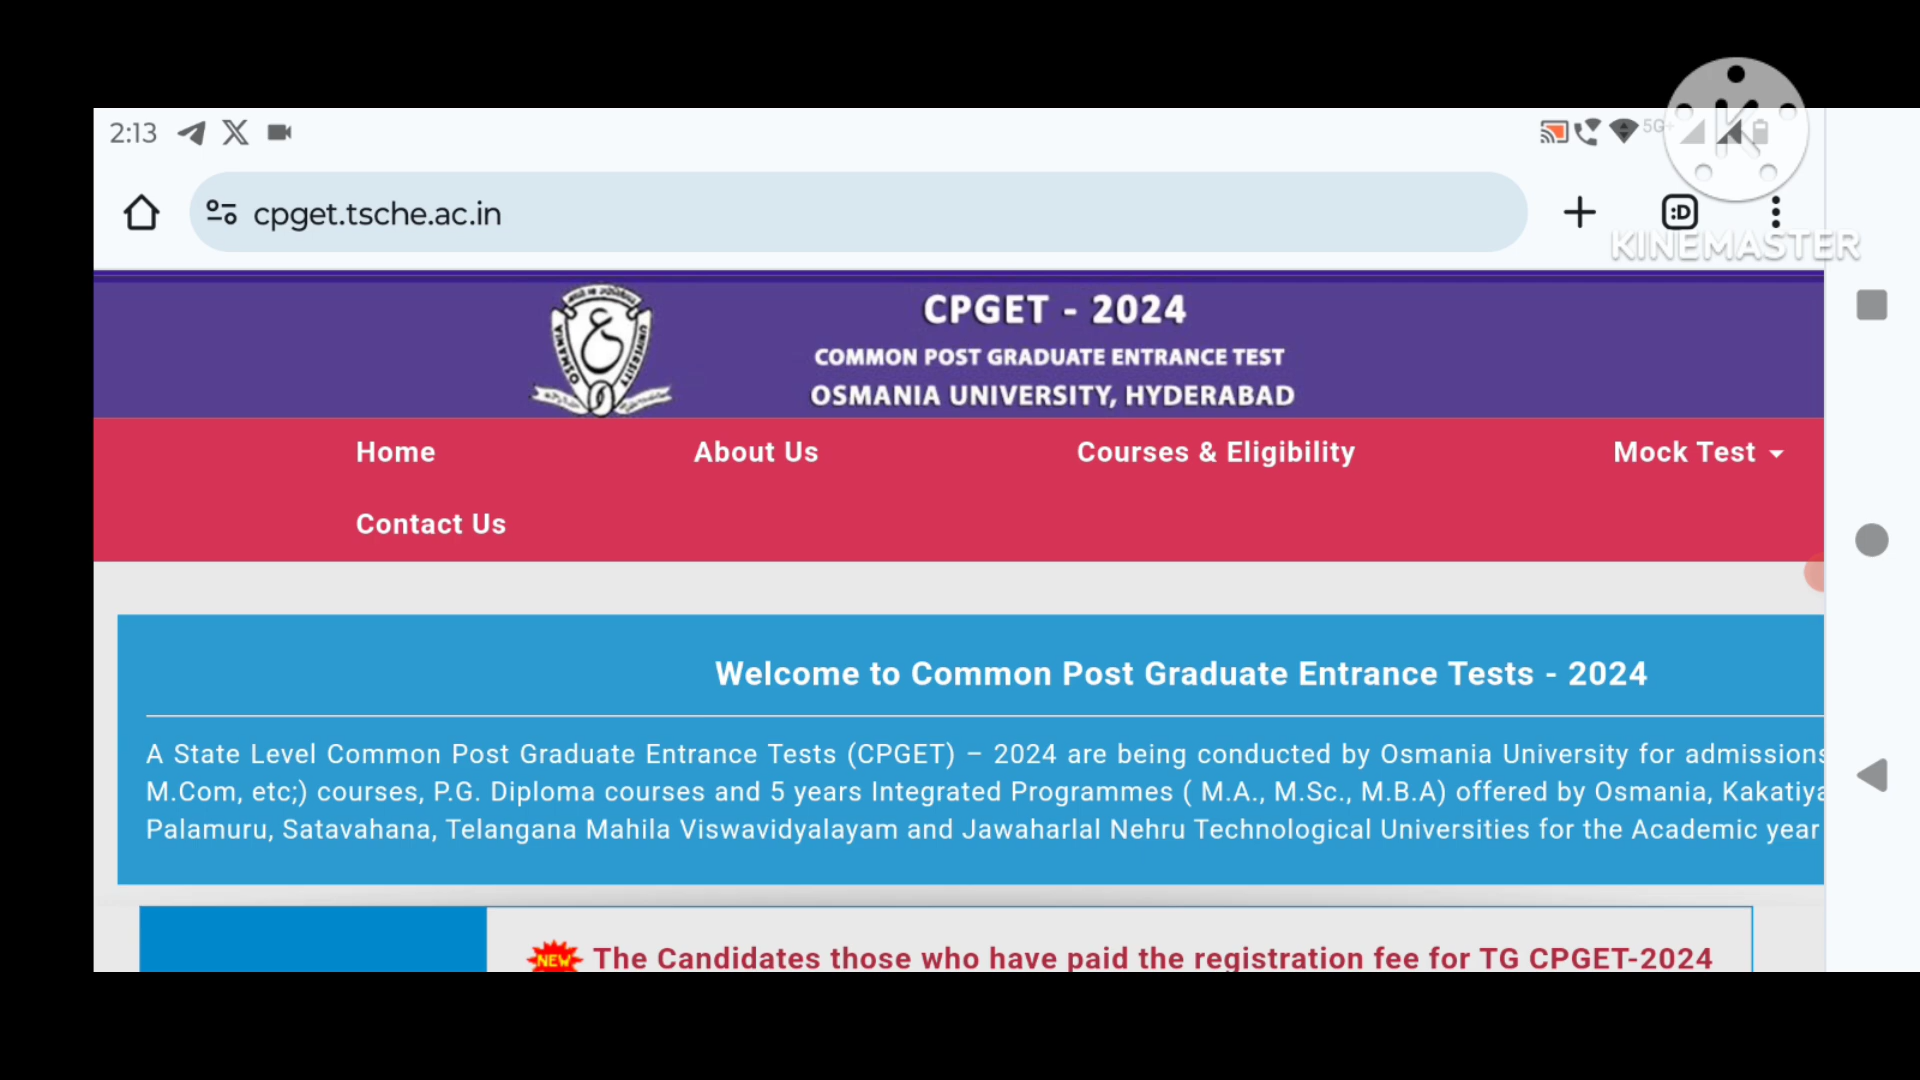 2:13
5G+
cpget.tsche.ac.in
:D
KINEMASTER
CPGET - 2024
COMMON POST GRADUATE ENTRANCE TEST
OSMANIA UNIVERSITY, HYDERABAD
Home About Us Courses & Eligibility Mock Test
Contact Us
Welcome to Common Post Graduate Entrance Tests - 2024
A State Level Common Post Graduate Entrance Tests (CPGET) – 2024 are being conducted by Osmania University for admissions
M.Com, etc;) courses, P.G. Diploma courses and 5 years Integrated Programmes ( M.A., M.Sc., M.B.A) offered by Osmania, Kakatiya
Palamuru, Satavahana, Telangana Mahila Viswavidyalayam and Jawaharlal Nehru Technological Universities for the Academic year
NEW The Candidates those who have paid the registration fee for TG CPGET-2024